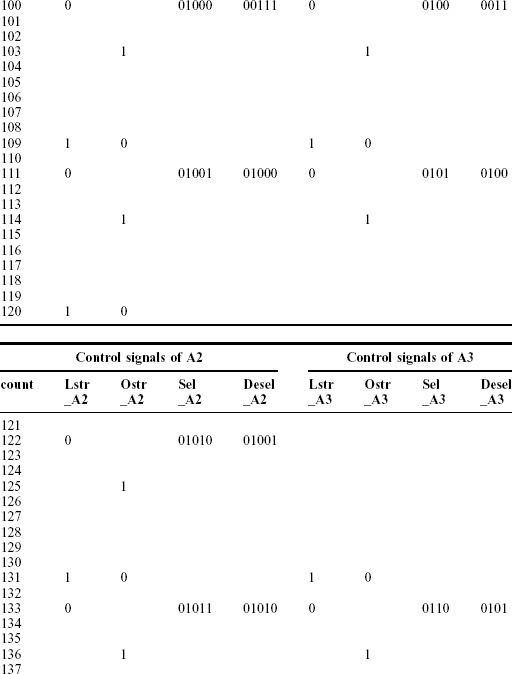 100 0 01000 00111 0 0100 0011
101
102
103 1 1
104
105
106
107
108
109 1 0 1 0
110
111 0 01001 01000 0 0101 0100
112
113
114 1 1
115
116
117
118
119
120 1 0
Control signals of A2 Control signals of A3
count Lstr Ostr Sel Desel Lstr Ostr Sel Desel
_A2 _A2 _A2 _A2 _A3 _A3 _A3 _A3
121
122 0 01010 01001
123
124
125 1
126
127
128
129
130
131 1 0 1 0
132
133 0 01011 01010 0 0110 0101
134
135
136 1 1
137